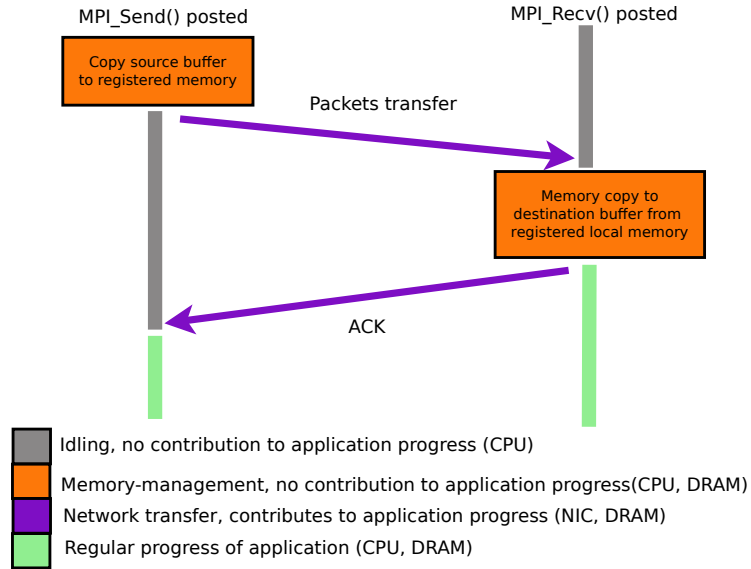 MPI_Send() posted
MPI_Recv() posted
Copy source buffer
to registered memory
Packets transfer
Memory copy to
destination buffer from
registered local memory
ACK
Idling, no contribution to application progress (CPU)
Memory-management, no contribution to application progress(CPU, DRAM)
Network transfer, contributes to application progress (NIC, DRAM)
Regular progress of application (CPU, DRAM)